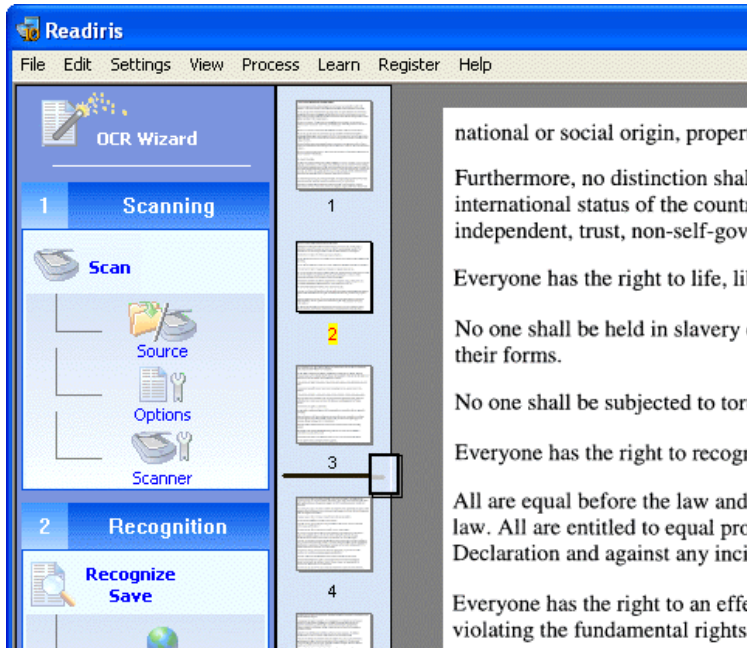 Readiris
File Edit Settings View Process Learn Register Help
OCR Wizard
1 Scanning
Scan
Source
Options
Scanner
2 Recognition
Recognize
Save
1
2
3
4
national or social origin, proper
Furthermore, no distinction shal
international status of the count
independent, trust, non-self-gov
Everyone has the right to life, li
No one shall be held in slavery
their forms.
No one shall be subjected to tor
Everyone has the right to recog
All are equal before the law and
law. All are entitled to equal pro
Declaration and against any inci
Everyone has the right to an effe
violating the fundamental rights